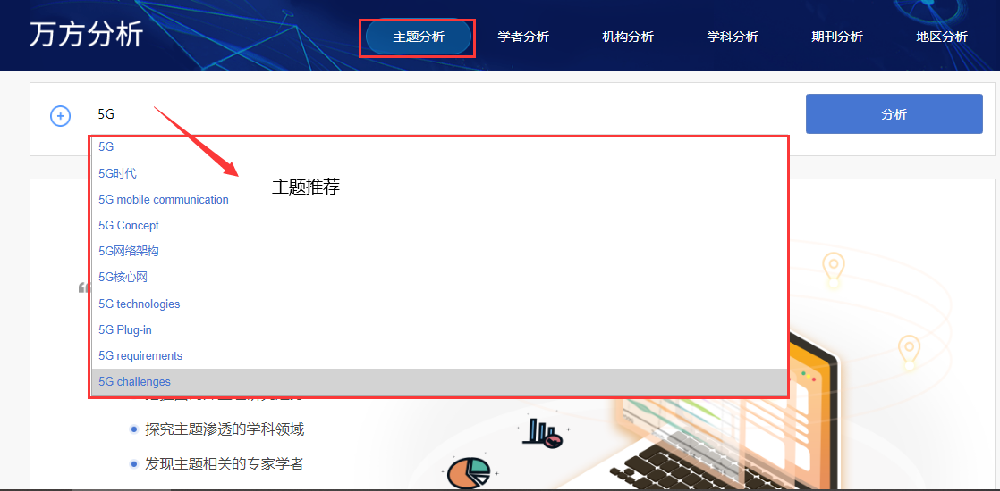 万方分析
主题分析 学者分析 机构分析 学科分析 期刊分析 地区分析
5G
分析
5G
5G时代
主题推荐
5G mobile communication
5G Concept
5G网络架构
5G核心网
5G technologies
5G Plug-in
5G requirements
5G challenges
探究主题渗透的学科领域
发现主题相关的专家学者